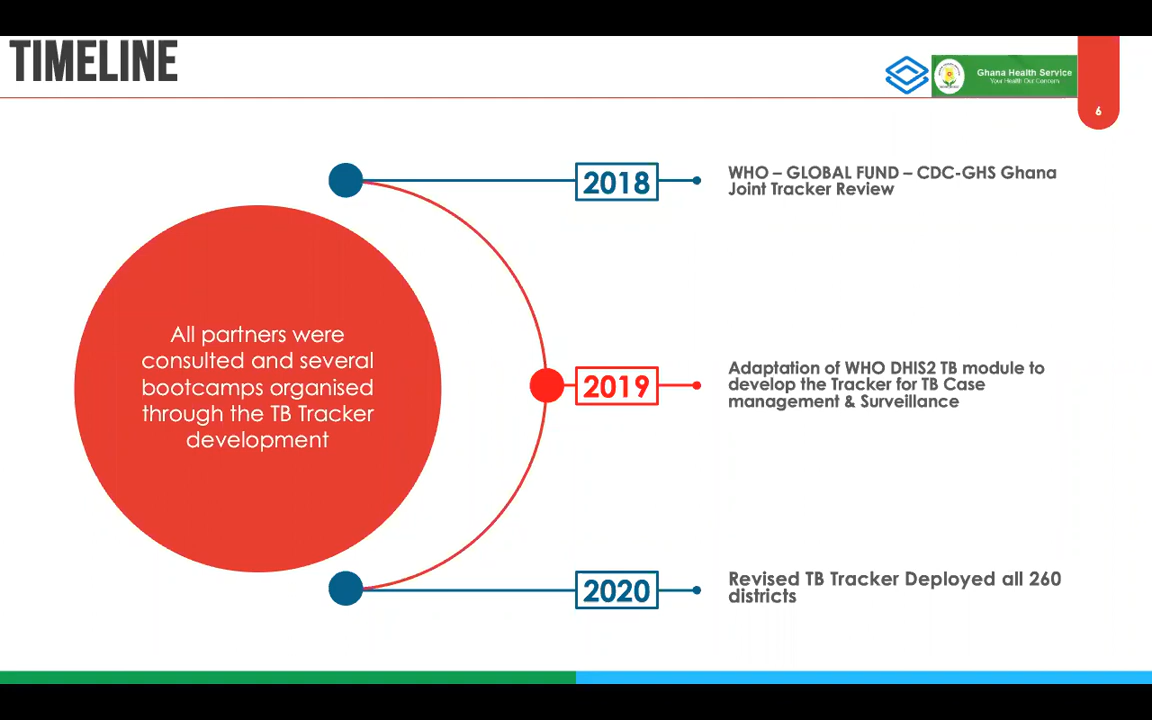 TIMELINE
Ghana Health Service
Your Health Our Concern
6
2018
WHO – GLOBAL FUND – CDC-GHS Ghana
Joint Tracker Review
All partners were
consulted and several
bootcamps organised
through the TB Tracker
development
2019
Adaptation of WHO DHIS2 TB module to
develop the Tracker for TB Case
management & Surveillance
2020
Revised TB Tracker Deployed all 260
districts